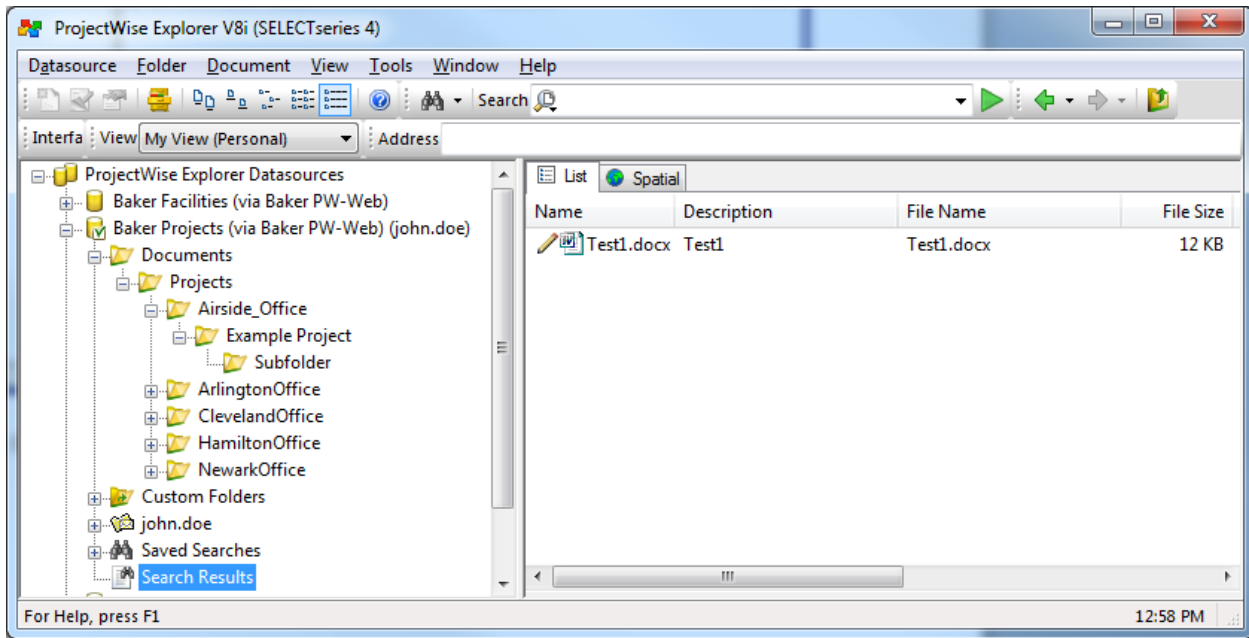 ProjectWise Explorer V8i (SELECTseries 4)
Datasource Folder Document View Tools Window Help
Search
Interfa View My View (Personal) Address
ProjectWise Explorer Datasources
Baker Facilities (via Baker PW-Web)
Baker Projects (via Baker PW-Web) (john.doe)
Documents
Projects
Airside_Office
Example Project
Subfolder
ArlingtonOffice
ClevelandOffice
HamiltonOffice
NewarkOffice
Custom Folders
john.doe
Saved Searches
Search Results
List Spatial
Name Description File Name File Size
Test1.docx Test1 Test1.docx 12 KB
For Help, press F1 12:58 PM